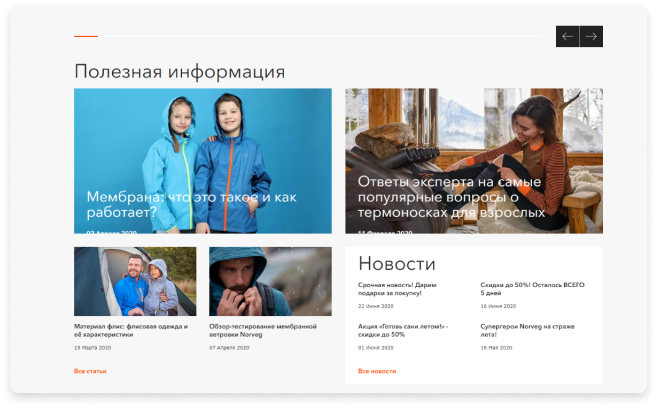 Полезная информация
Мембрана: что это такое и как
работает?
02 Апреля 2020
Ответы эксперта на самые
популярные вопросы о
термоносках для взрослых
11 Февраля 2020
Материал флис: флисовая одежда и
её характеристики
15 Марта 2020
Обзор-тестирование мембранной
ветровки Norveg
07 Апреля 2020
Все статьи
Новости
Срочная новость! Дарим
подарки за покупку!
22 Июня 2020
Скидки до 50%! Осталось ВСЕГО
5 дней
16 Июня 2020
Акция «Готовь сани летом!» -
скидки до 50%
01 Июня 2020
Супергерои Norveg на страже
лета!
16 Мая 2020
Все новости